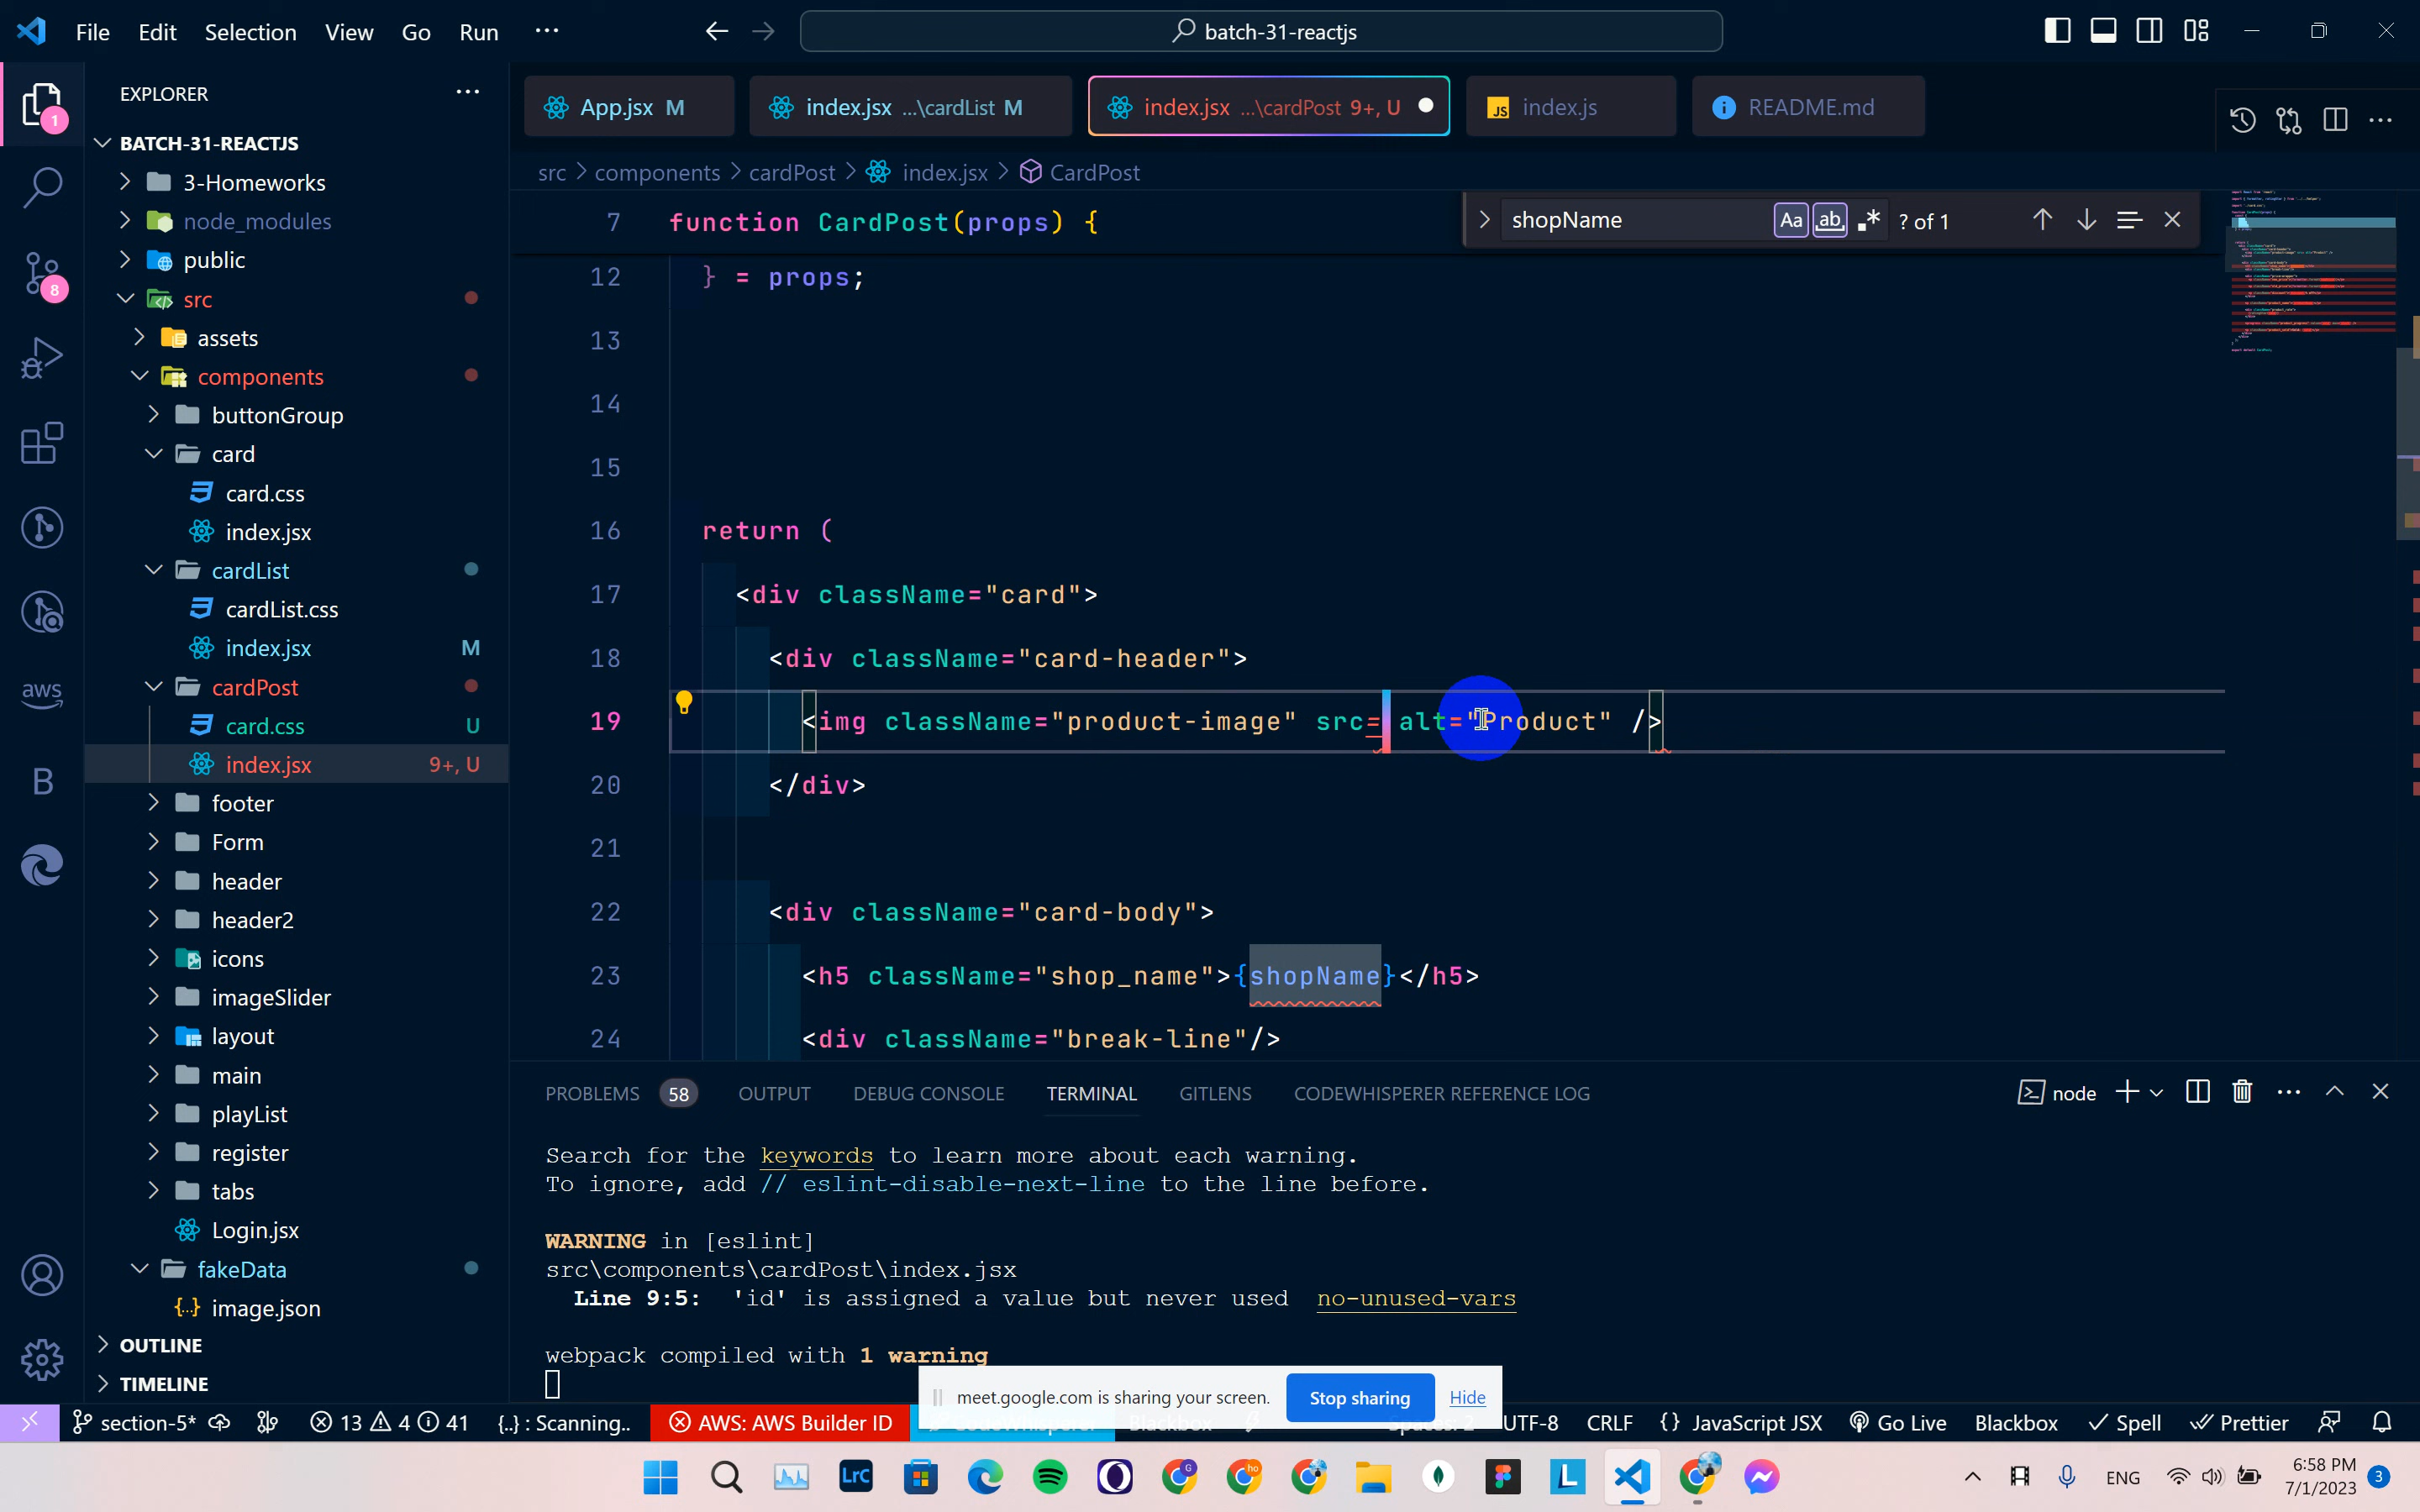 File Edit Selection View Go Run ···
batch-31-reactjs
EXPLORER
BATCH-31-REACTJS
3-Homeworks
node_modules
public
src
assets
components
buttonGroup
card
card.css
index.jsx
cardList
cardList.css
index.jsx M
cardPost
card.css U
index.jsx 9+, U
footer
Form
header
header2
icons
imageSlider
layout
main
playList
register
tabs
Login.jsx
fakeData
image.json
OUTLINE
TIMELINE
1
8
aws
B
App.jsx M
index.jsx ...\cardList M
index.jsx ...\cardPost 9+, U
JS index.js
README.md
src > components > cardPost > index.jsx > CardPost
shopName Aa ab ? of 1
7 function CardPost(props) {
12 } = props;
13
14
15
16 return (
17 <div className="card">
18 <div className="card-header">
19 <img className="product-image" src= alt="Product" />
20 </div>
21
22 <div className="card-body">
23 <h5 className="shop_name">{shopName}</h5>
24 <div className="break-line"/>
PROBLEMS 58 OUTPUT DEBUG CONSOLE TERMINAL GITLENS CODEWHISPERER REFERENCE LOG
node
Search for the keywords to learn more about each warning.
To ignore, add // eslint-disable-next-line to the line before.
WARNING in [eslint]
src\components\cardPost\index.jsx
Line 9:5: 'id' is assigned a value but never used no-unused-vars
webpack compiled with 1 warning
meet.google.com is sharing your screen. Stop sharing Hide
section-5* 13 4 41 {..} : Scanning.. AWS: AWS Builder ID UTF-8 CRLF {} JavaScript JSX Go Live Blackbox Spell Prettier
LrC
L
ENG
6:58 PM
7/1/2023
3